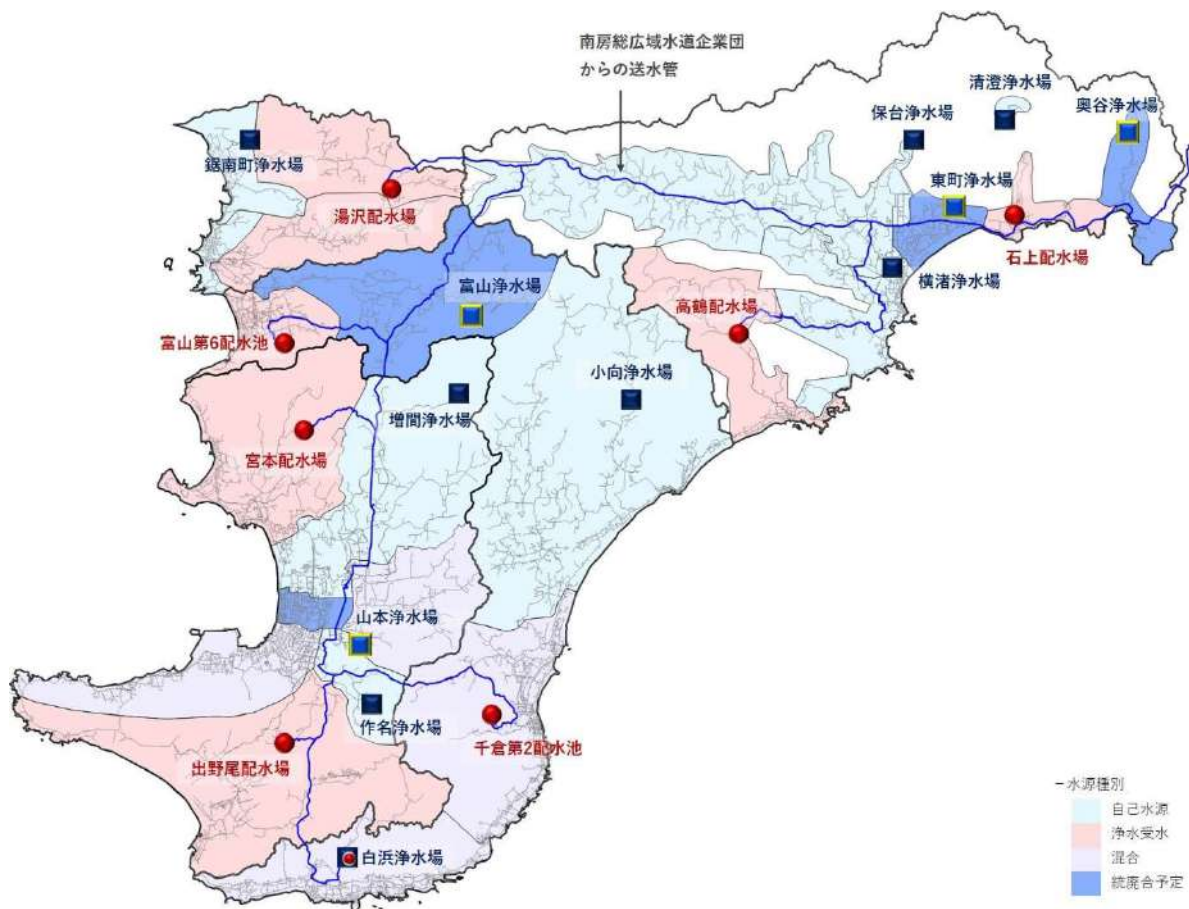 南房総広域水道企業団
からの送水管
清澄浄水場
奥谷浄水場
保台浄水場
鋸南町浄水場
東町浄水場
湯沢配水場
石上配水場
横渚浄水場
富山浄水場
高鶴配水場
富山第6配水池
小向浄水場
増間浄水場
宮本配水場
山本浄水場
作名浄水場
千倉第2配水池
出野尾配水場
白浜浄水場
水源種別
自己水源
浄水受水
混合
統廃合予定